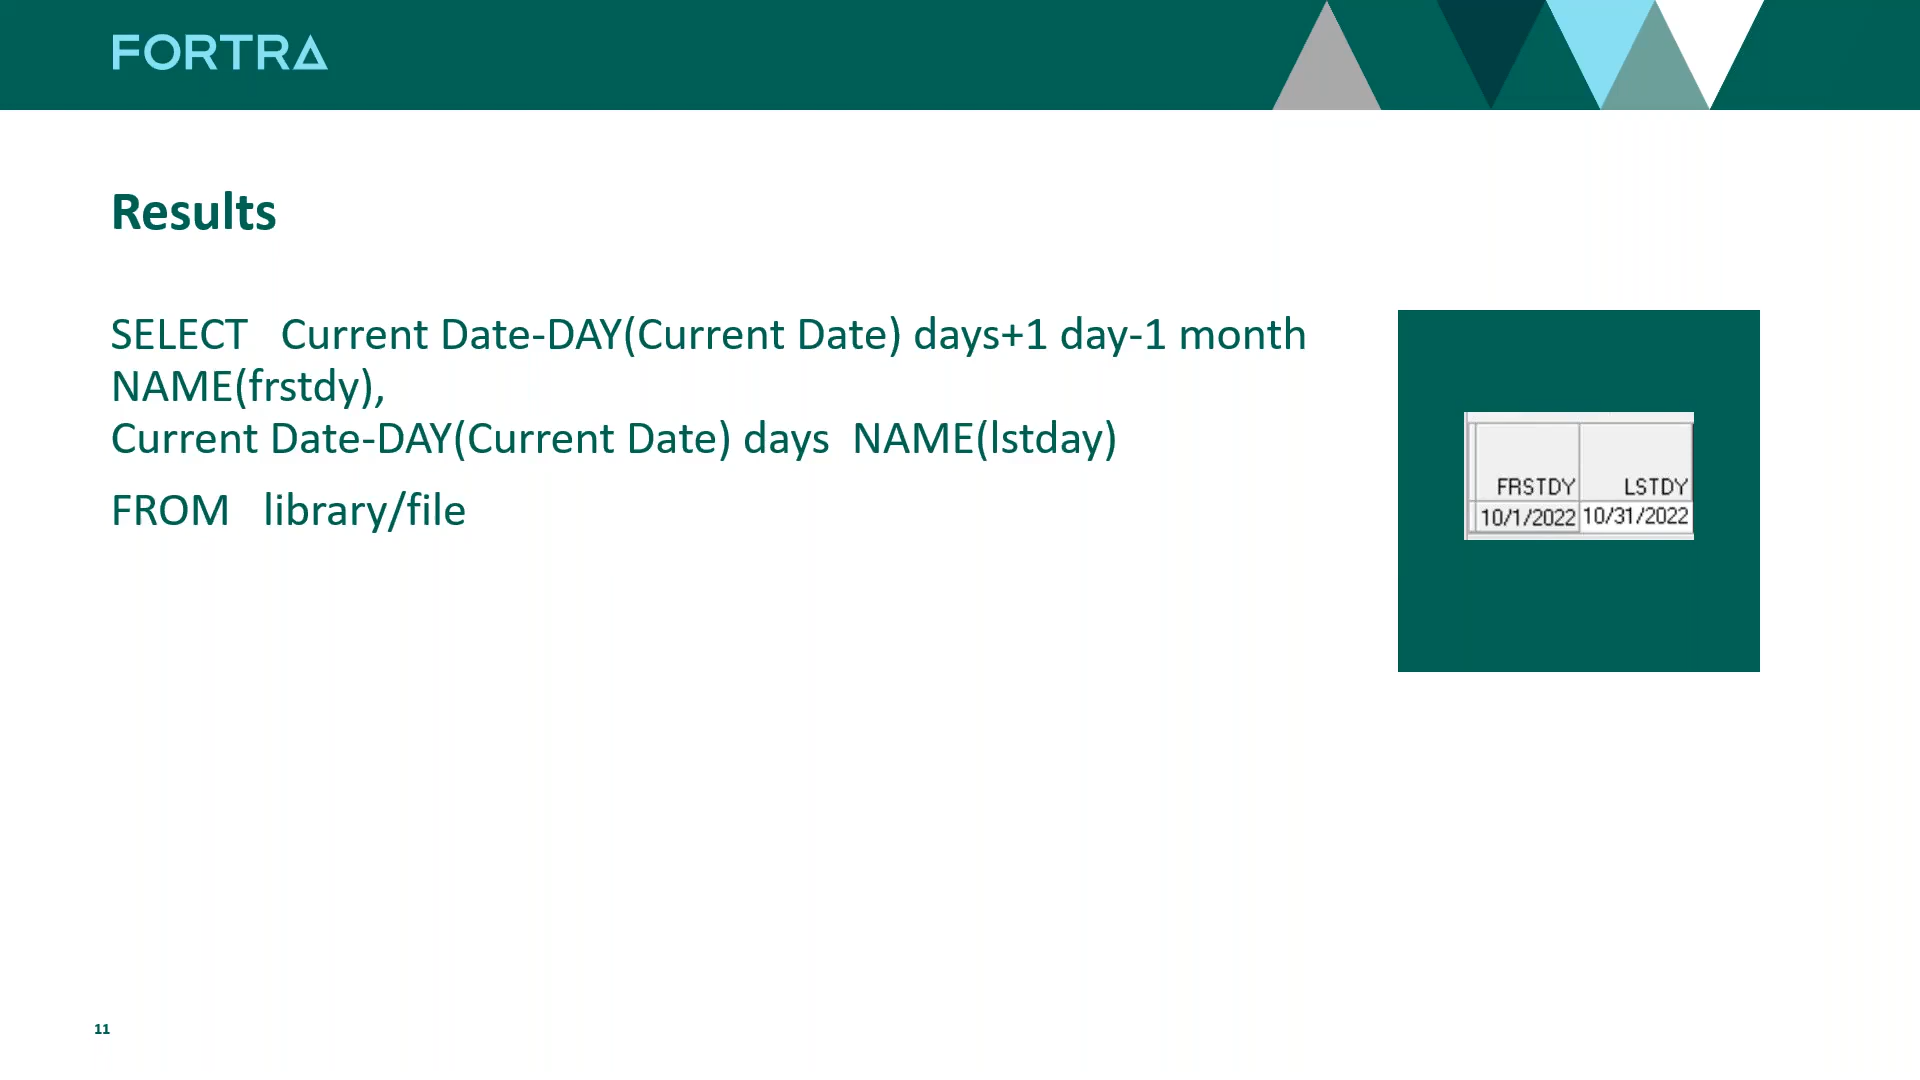 FORTRA
Results
SELECT   Current Date-DAY(Current Date) days+1 day-1 month
NAME(frstdy),
Current Date-DAY(Current Date) days  NAME(lstday)
FROM   library/file
FRSTDY LSTDY
10/1/2022 10/31/2022
11